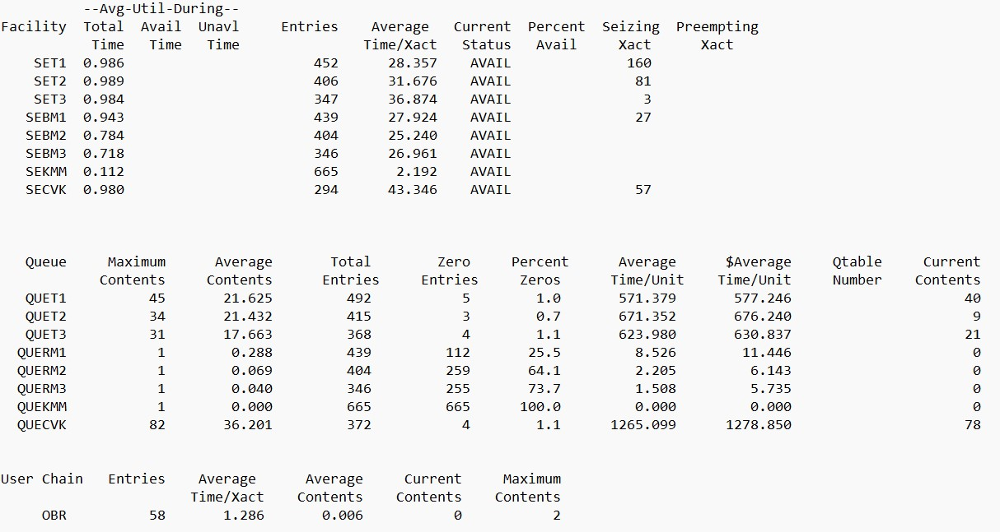 --Avg-Util-During--
Facility Total Avail Unavl Entries Average Current Percent Seizing Preempting
Time Time Time Time/Xact Status Avail Xact Xact
SET1 0.986 452 28.357 AVAIL 160
SET2 0.989 406 31.676 AVAIL 81
SET3 0.984 347 36.874 AVAIL 3
SEBM1 0.943 439 27.924 AVAIL 27
SEBM2 0.784 404 25.240 AVAIL
SEBM3 0.718 346 26.961 AVAIL
SEKMM 0.112 665 2.192 AVAIL
SECVK 0.980 294 43.346 AVAIL 57
Queue Maximum Average Total Zero Percent Average $Average Qtable Current
Contents Contents Entries Entries Zeros Time/Unit Time/Unit Number Contents
QUET1 45 21.625 492 5 1.0 571.379 577.246 40
QUET2 34 21.432 415 3 0.7 671.352 676.240 9
QUET3 31 17.663 368 4 1.1 623.980 630.837 21
QUERM1 1 0.288 439 112 25.5 8.526 11.446 0
QUERM2 1 0.069 404 259 64.1 2.205 6.143 0
QUERM3 1 0.040 346 255 73.7 1.508 5.735 0
QUEKMM 1 0.000 665 665 100.0 0.000 0.000 0
QUECVK 82 36.201 372 4 1.1 1265.099 1278.850 78
User Chain Entries Average Average Current Maximum
Time/Xact Contents Contents Contents
OBR 58 1.286 0.006 0 2